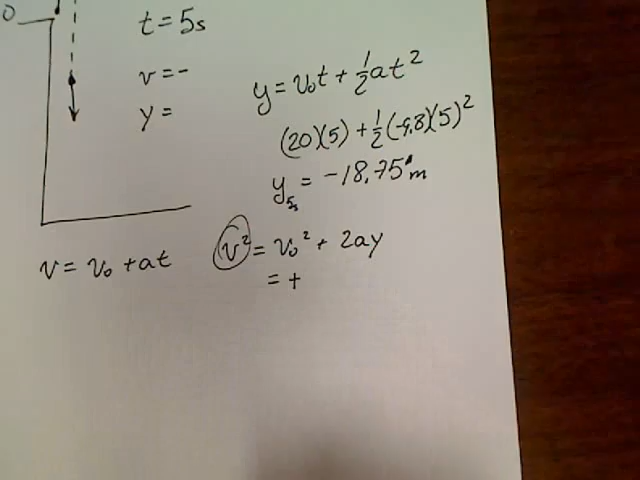 0
t = 5s
v = -
y =
y = v₀t + ½at²
(20)(5) + ½(-9,8)(5)²
y₅ₛ = -18,75 m
v = v₀ + at
v² = v₀² + 2ay
= +